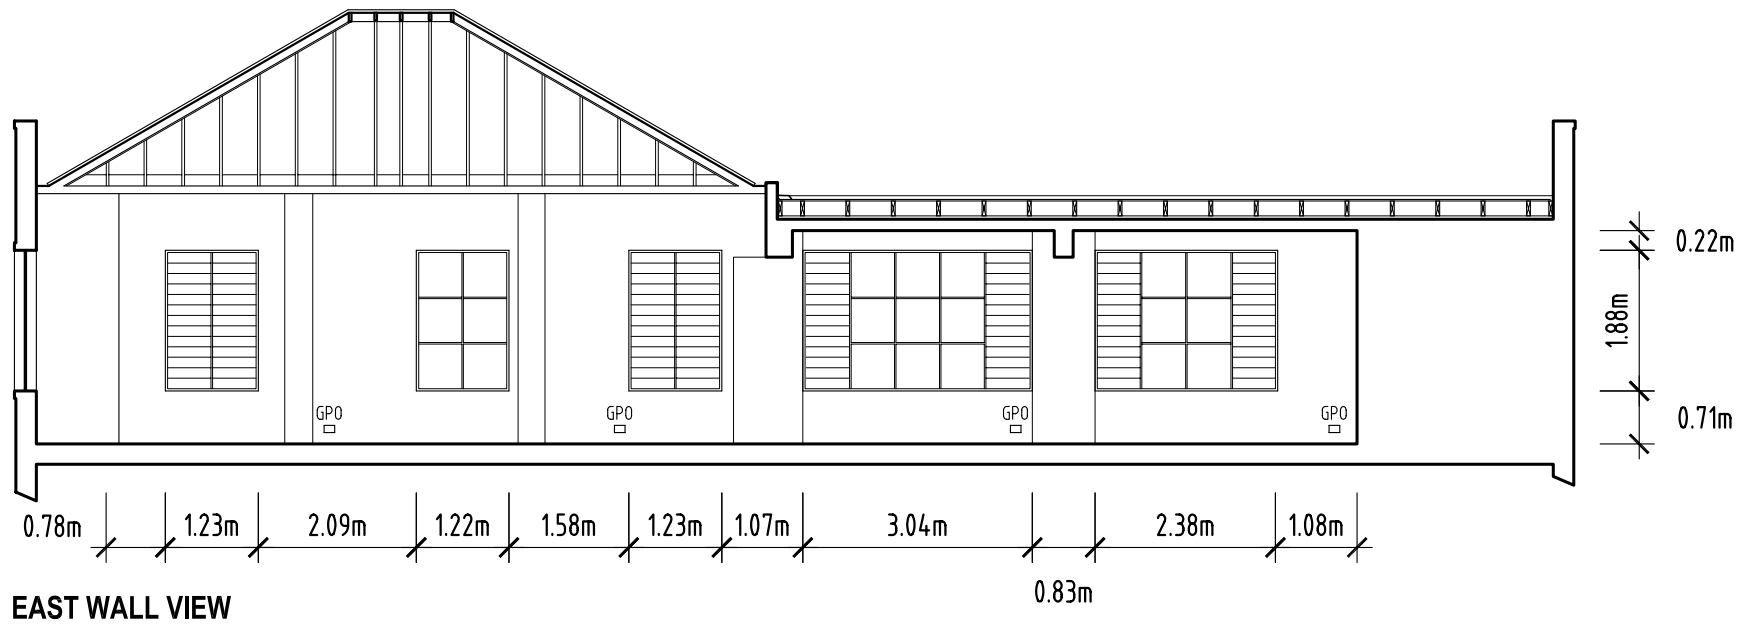 0.22m
1.88m
GPO GPO GPO GPO
0.71m
0.78m 1.23m 2.09m 1.22m 1.58m 1.23m 1.07m 3.04m 2.38m 1.08m
0.83m
EAST WALL VIEW